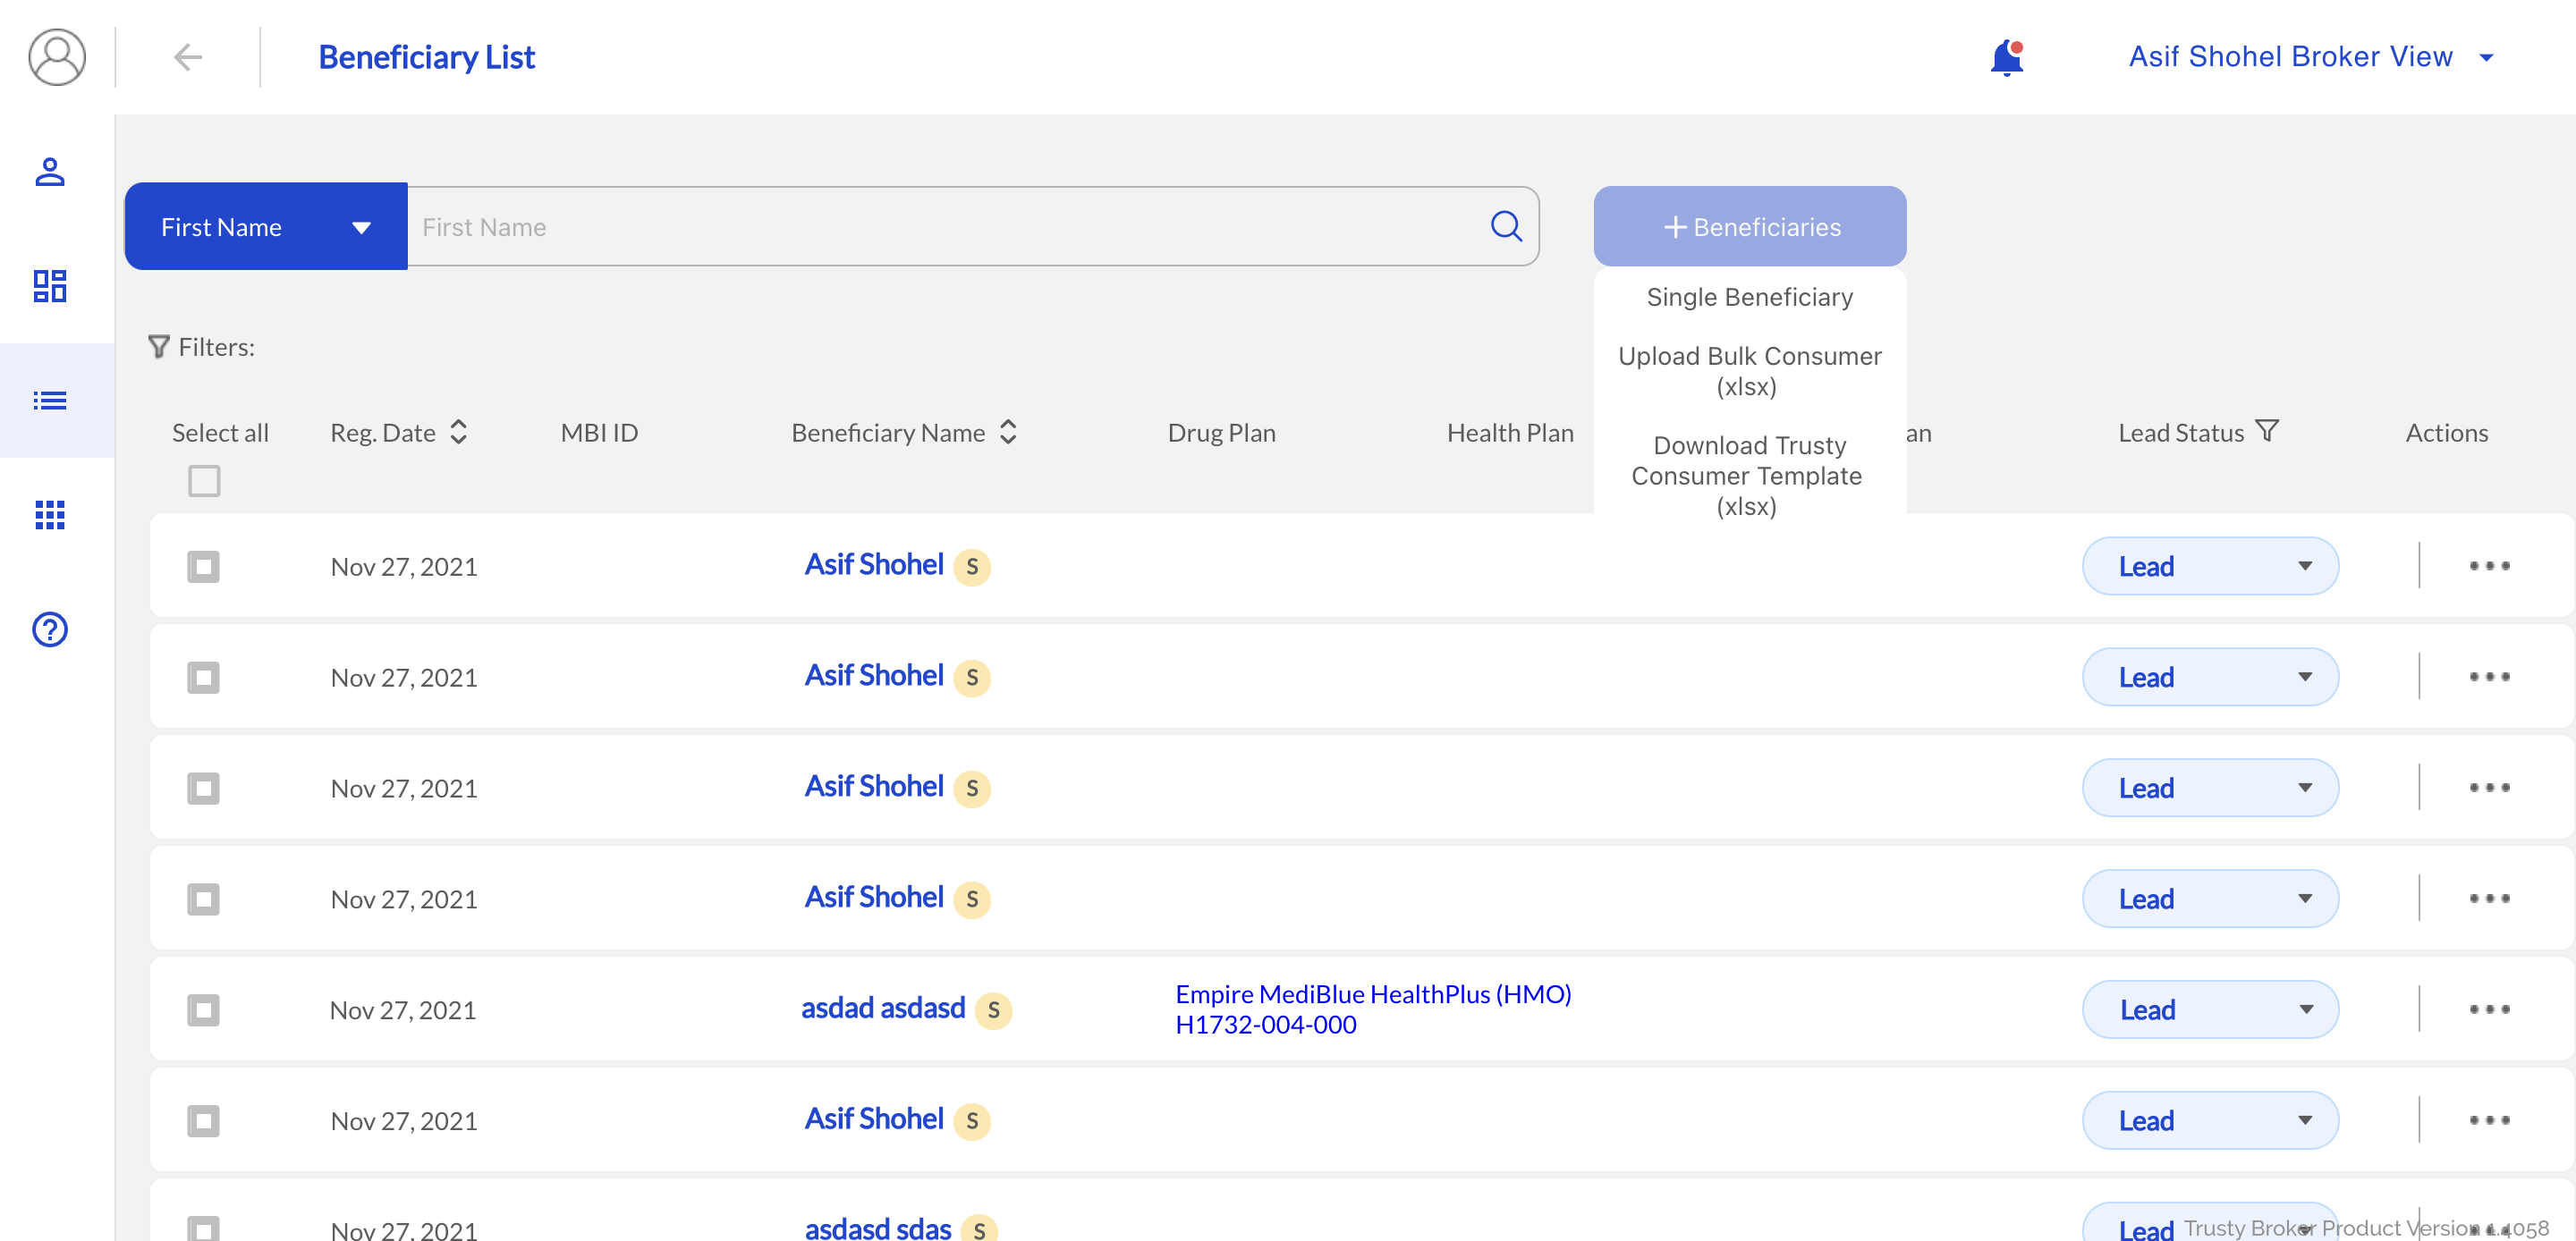 Beneficiary List
Asif Shohel Broker View
First Name
First Name
Beneficiaries
Single Beneficiary
Upload Bulk Consumer
(xlsx)
Download Trusty
Consumer Template
(xlsx)
Filters:
Select all Reg. Date MBI ID Beneficiary Name Drug Plan Health Plan an Lead Status Actions
Nov 27, 2021 Asif Shohel S Lead
Nov 27, 2021 Asif Shohel S Lead
Nov 27, 2021 Asif Shohel S Lead
Nov 27, 2021 Asif Shohel S Lead
Nov 27, 2021 asdad asdasd S Empire MediBlue HealthPlus (HMO) Lead
H1732-004-000
Nov 27, 2021 Asif Shohel S Lead
Nov 27, 2021 asdasd sdas S Lead
Trusty Broker Product Version 1.4058